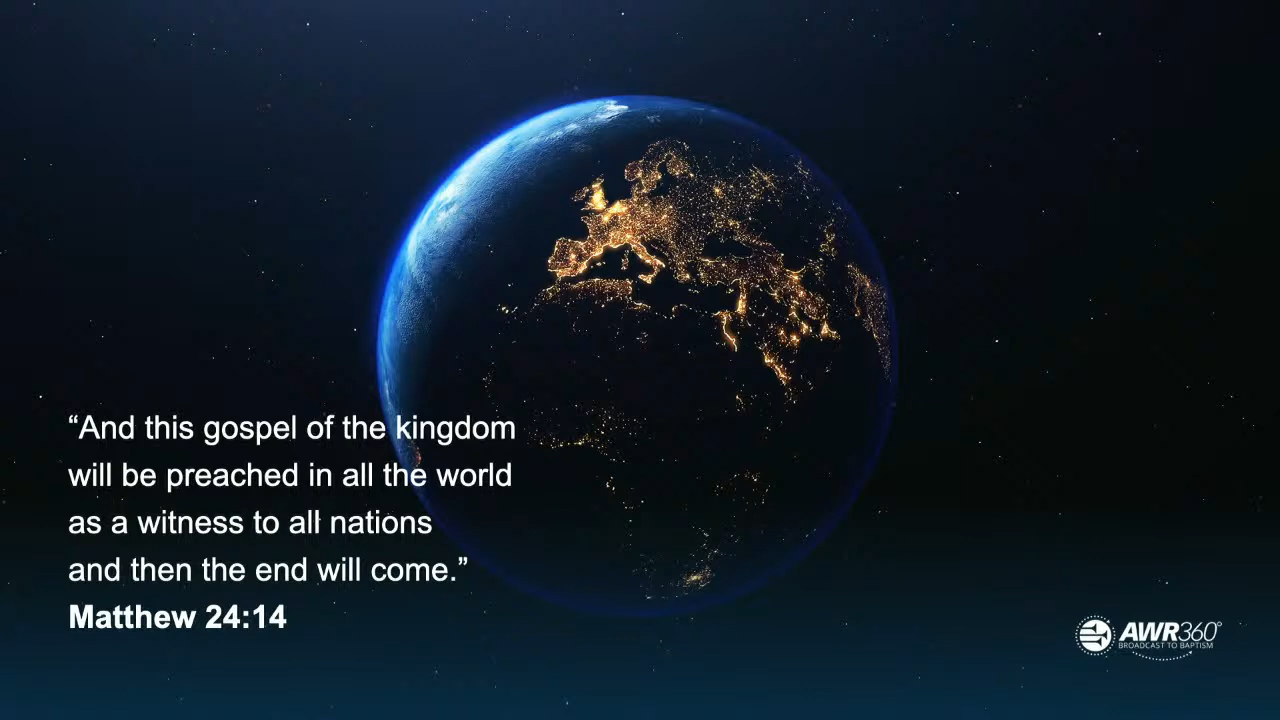 “And this gospel of the kingdom
will be preached in all the world
as a witness to all nations
and then the end will come.”
Matthew 24:14
AWR360°
BROADCAST TO BAPTISM